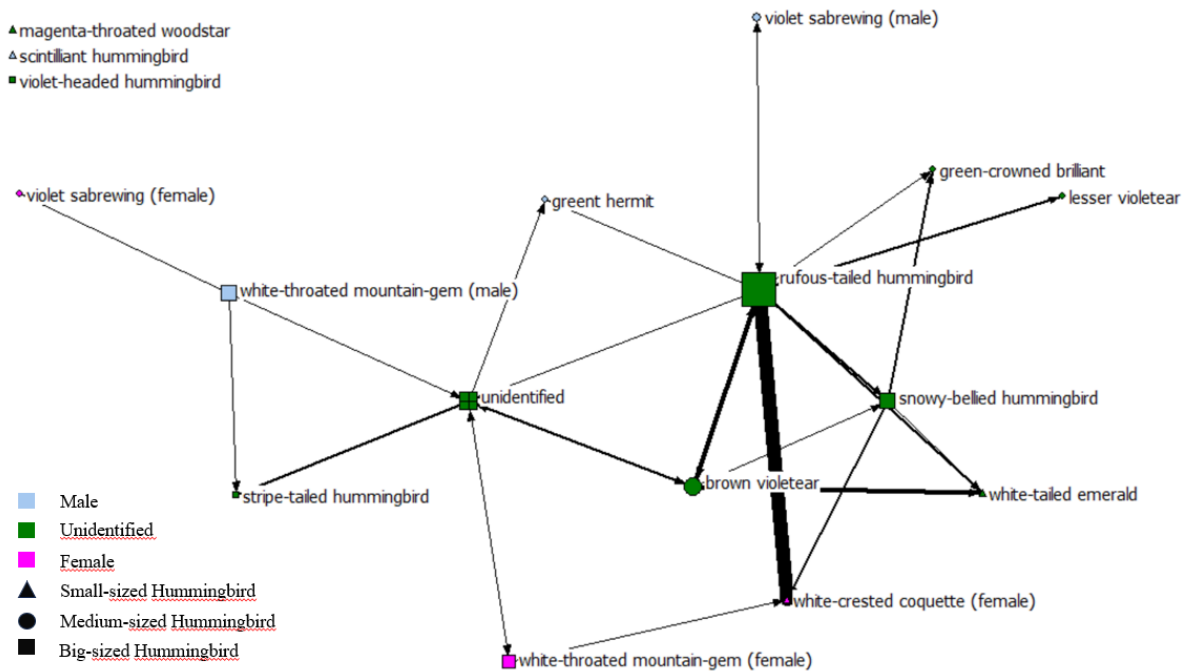 violet sabrewing (male)
magenta-throated woodstar
scintilliant hummingbird
violet-headed hummingbird
green-crowned brilliant
violet sabrewing (female)
greent hermit
lesser violetear
rufous-tailed hummingbird
white-throated mountain-gem (male)
unidentified
snowy-bellied hummingbird
brown violetear
stripe-tailed hummingbird
white-tailed emerald
Male
Unidentified
Female
Small-sized Hummingbird
white-crested coquette (female)
Medium-sized Hummingbird
Big-sized Hummingbird
white-throated mountain-gem (female)